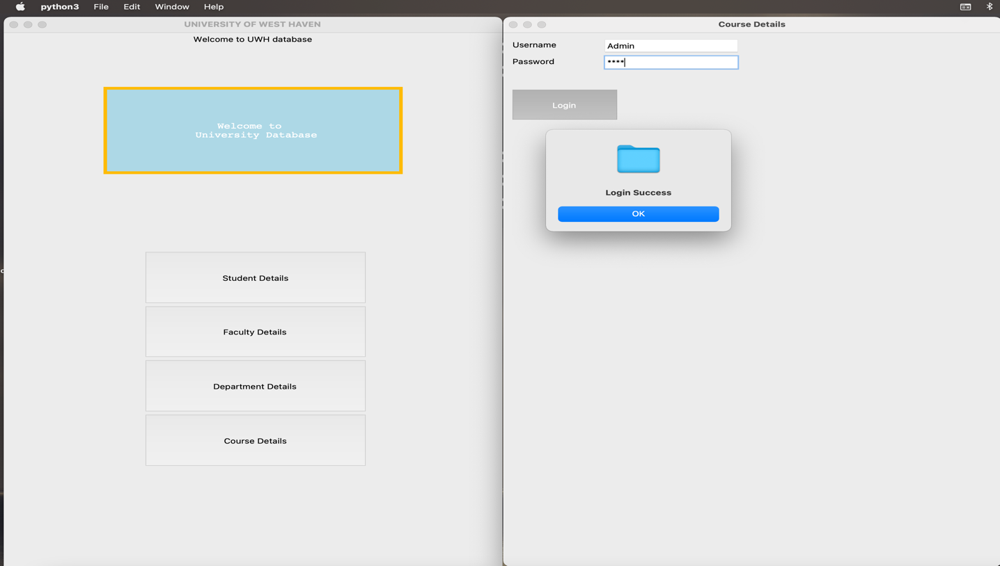 python3 File Edit Window Help
UNIVERSITY OF WEST HAVEN
Welcome to UWH database
Welcome to
University Database
Student Details
Faculty Details
Department Details
Course Details
Course Details
Username Admin
Password ****
Login
Login Success
OK